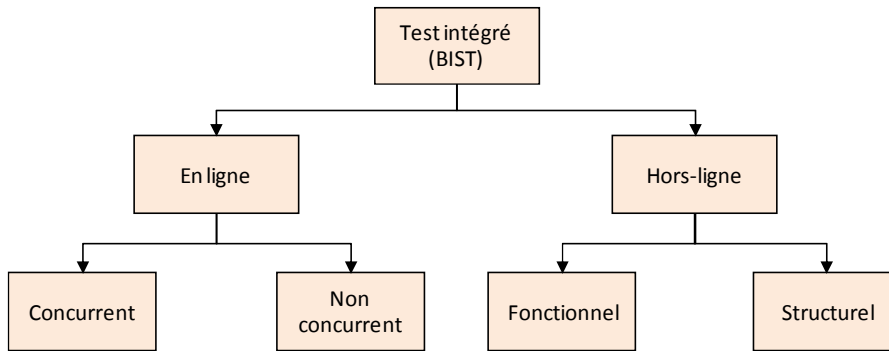 Test intégré
(BIST)
En ligne
Hors-ligne
Concurrent
Non
concurrent
Fonctionnel
Structurel